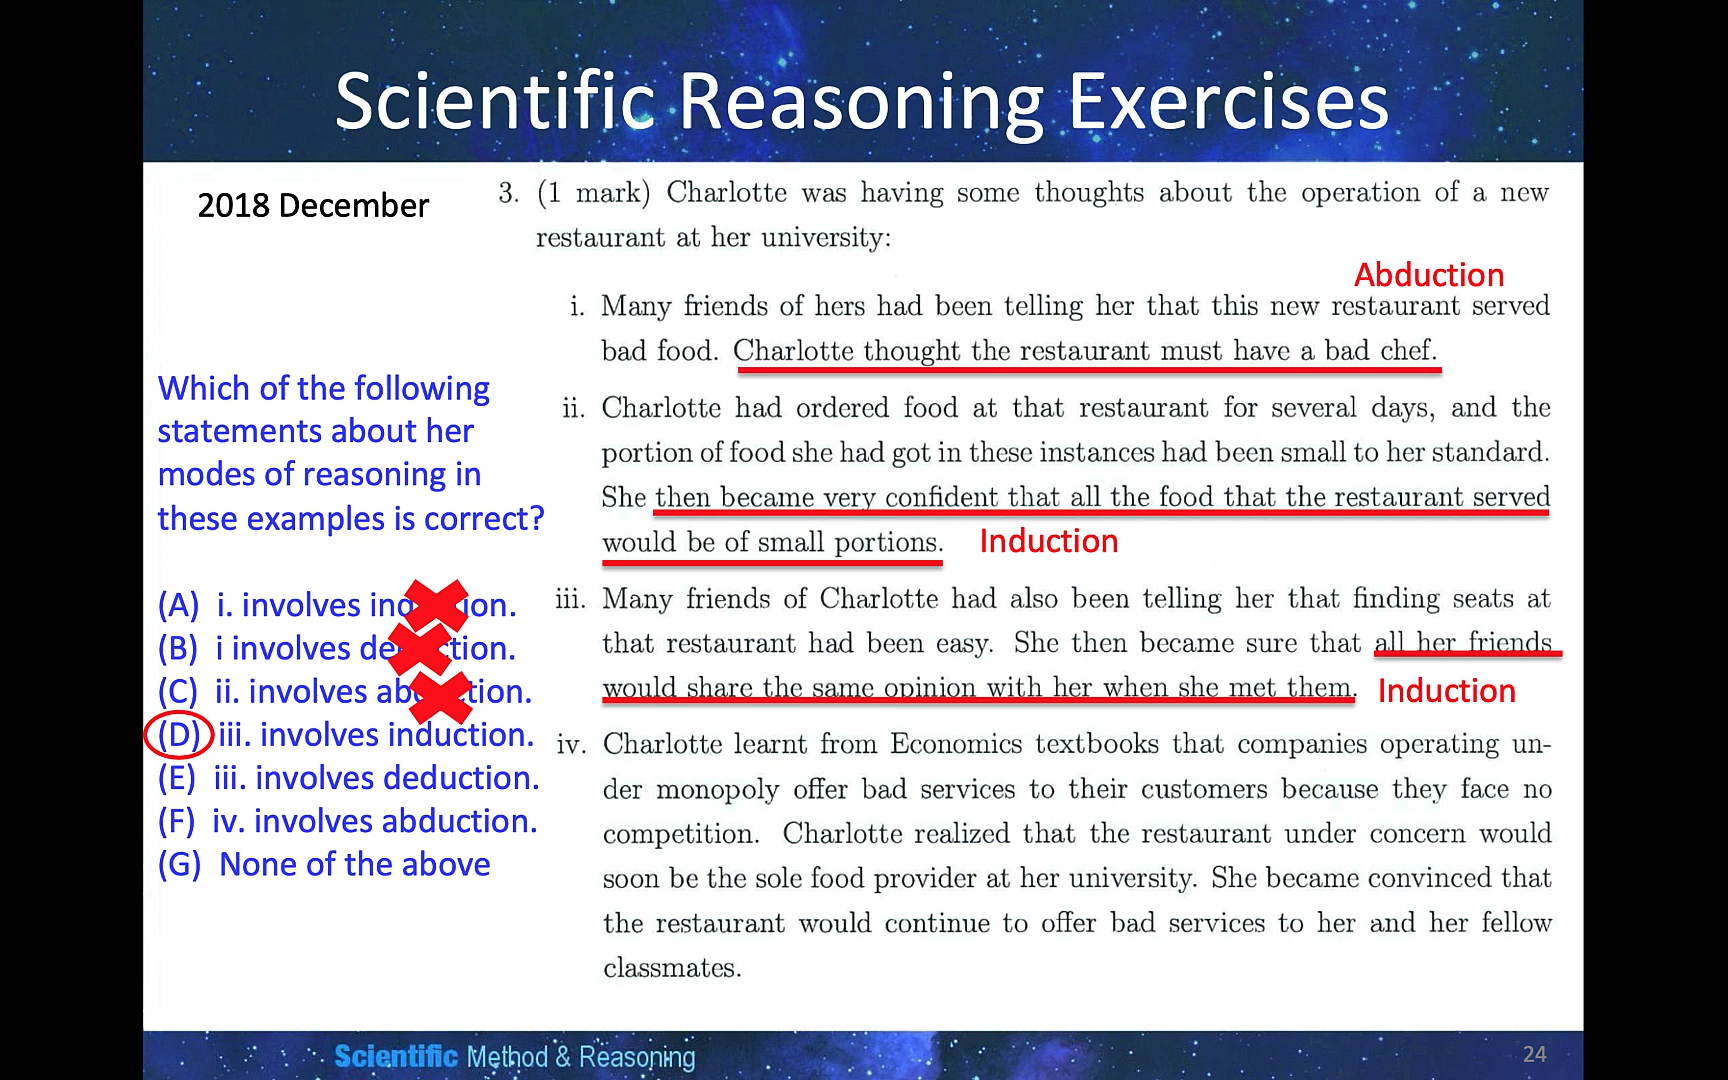 Scientific Reasoning Exercises
2018 December
3. (1 mark) Charlotte was having some thoughts about the operation of a new
restaurant at her university:
Abduction
i. Many friends of hers had been telling her that this new restaurant served
bad food. Charlotte thought the restaurant must have a bad chef.
ii. Charlotte had ordered food at that restaurant for several days, and the
portion of food she had got in these instances had been small to her standard.
She then became very confident that all the food that the restaurant served
would be of small portions. Induction
iii. Many friends of Charlotte had also been telling her that finding seats at
that restaurant had been easy. She then became sure that all her friends
would share the same opinion with her when she met them. Induction
iv. Charlotte learnt from Economics textbooks that companies operating un-
der monopoly offer bad services to their customers because they face no
competition. Charlotte realized that the restaurant under concern would
soon be the sole food provider at her university. She became convinced that
the restaurant would continue to offer bad services to her and her fellow
classmates.
Which of the following
statements about her
modes of reasoning in
these examples is correct?
(A) i. involves induction.
(B) i involves deduction.
(C) ii. involves abduction.
(D) iii. involves induction.
(E) iii. involves deduction.
(F) iv. involves abduction.
(G) None of the above
Scientific Method & Reasoning
24